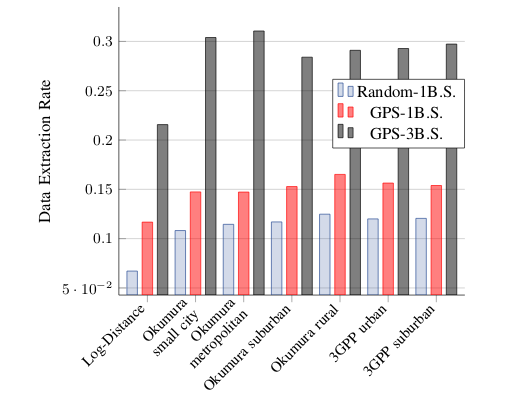 Data Extraction Rate
0.3
0.25
0.2
0.15
0.1
5 · 10⁻²
Random-1B.S.
GPS-1B.S.
GPS-3B.S.
Log-Distance
Okumura
small city
Okumura
metropolitan
Okumura suburban
Okumura rural
3GPP urban
3GPP suburban